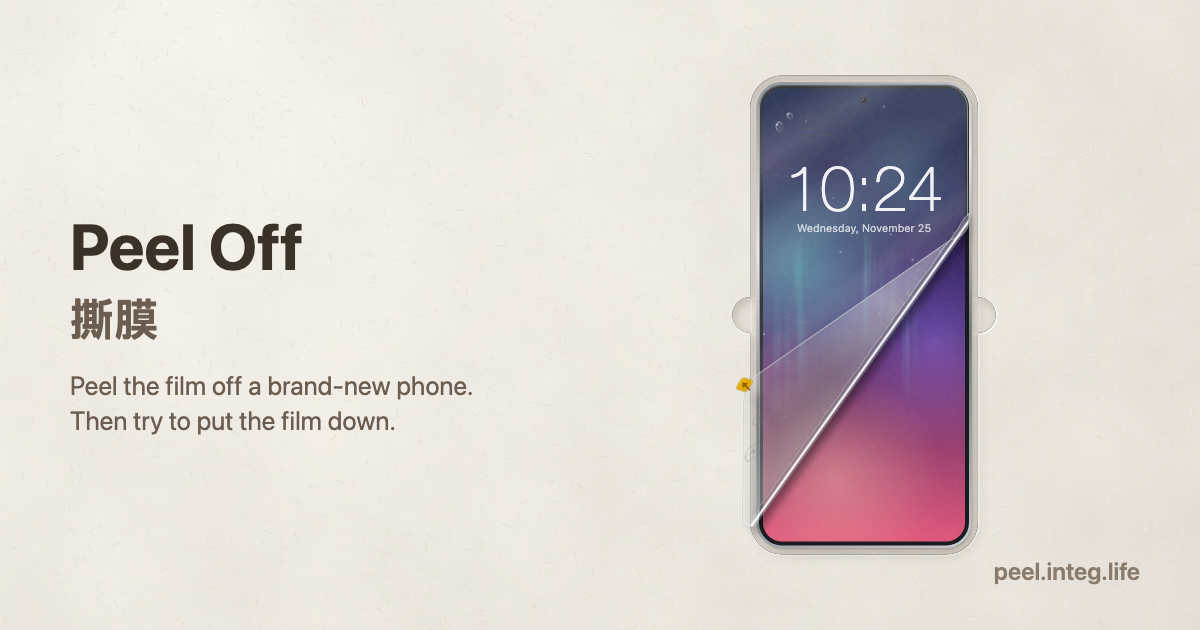 Peel Off
撕膜
Peel the film off a brand-new phone.
Then try to put the film down.
10:24
Wednesday, November 25
peel.integ.life